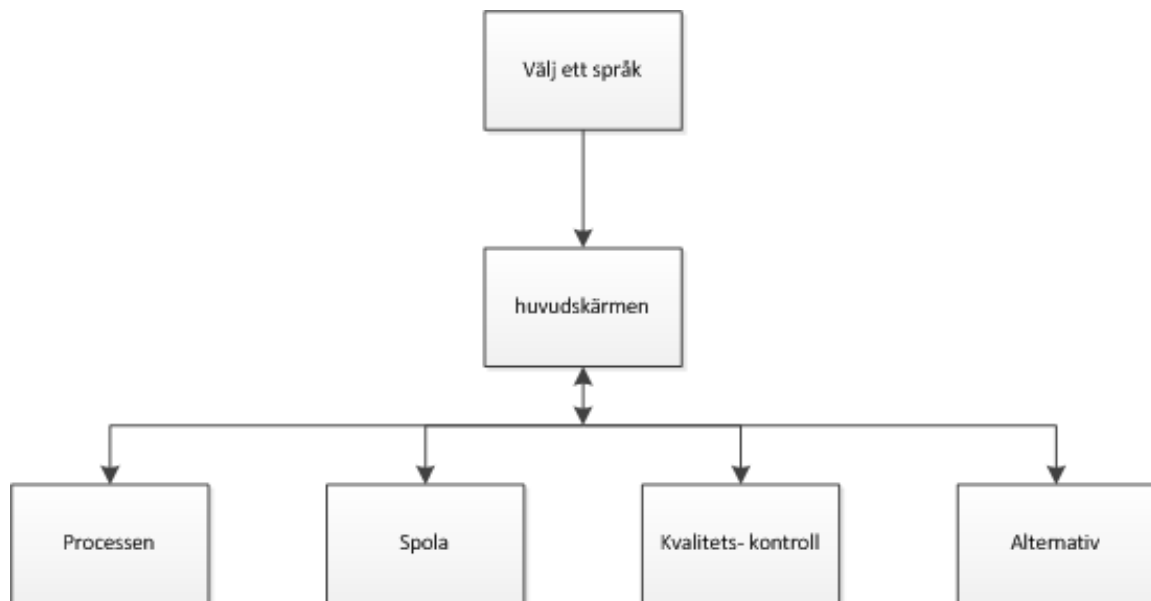 Välj ett språk
huvudskärmen
Processen
Spola
Kvalitets- kontroll
Alternativ